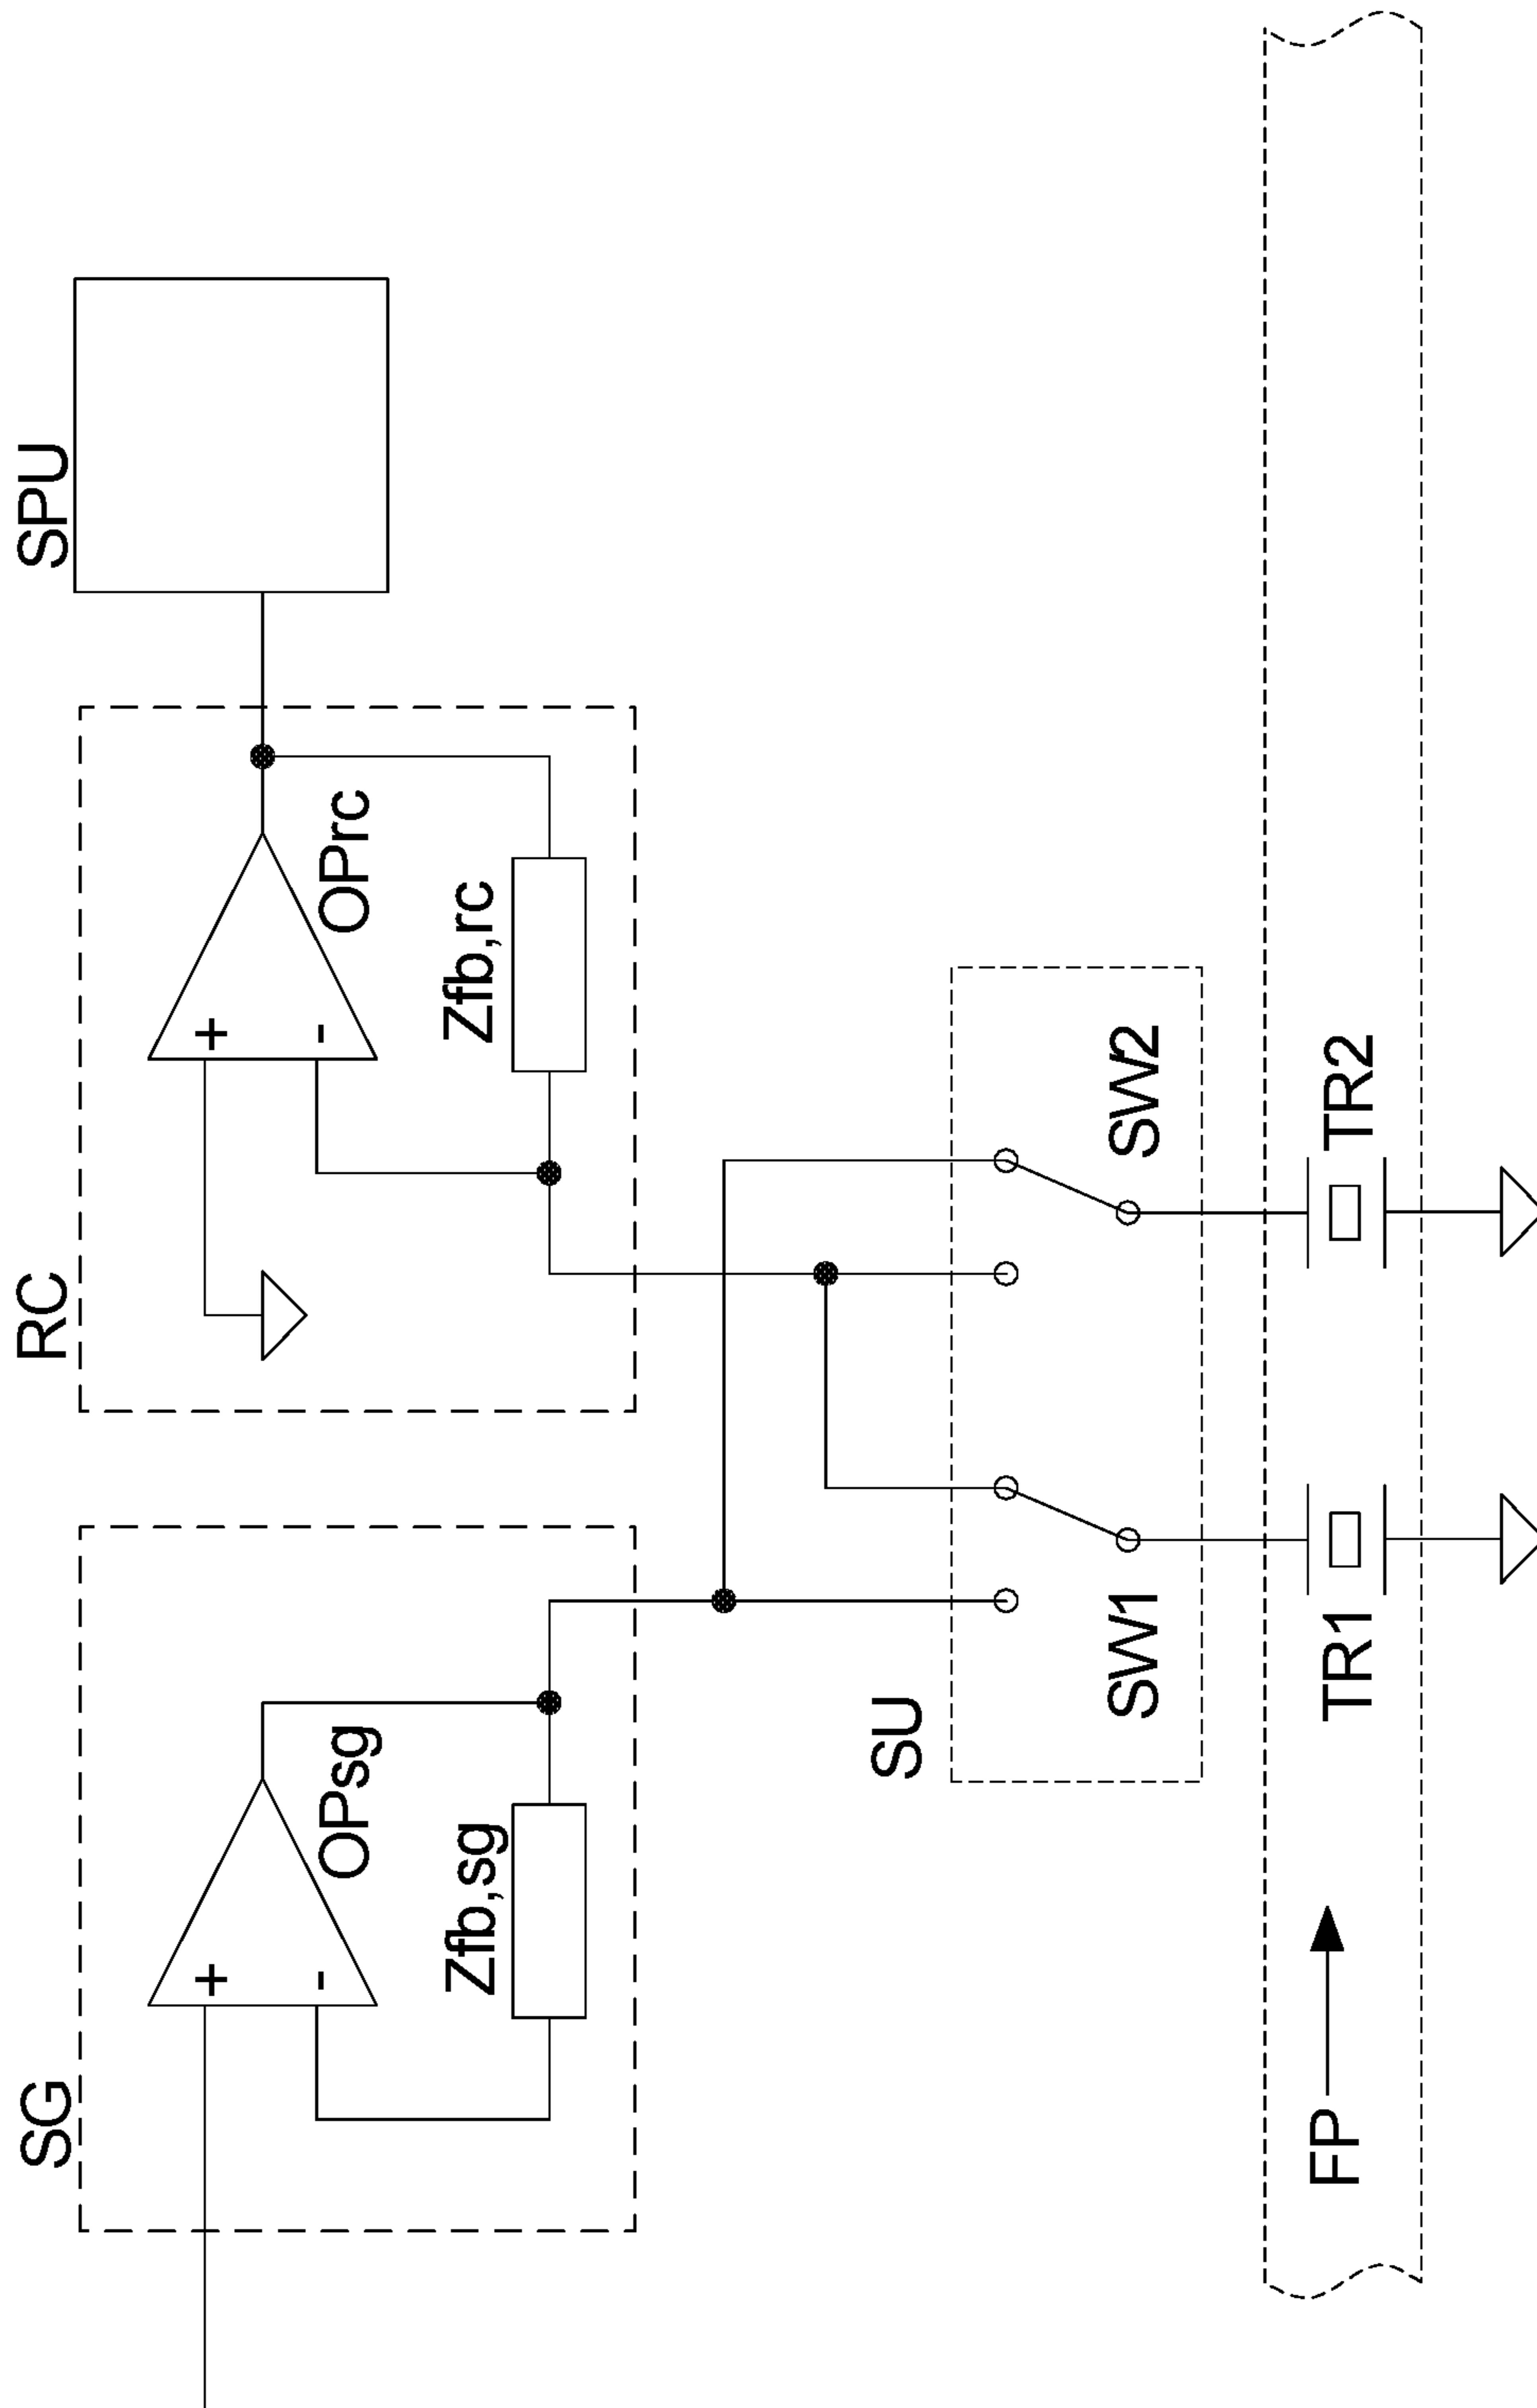 SG
RC
SPU
+
-
OPsg
+
-
OPrc
Zfb,sg
Zfb,rc
SU
SW1
SW2
FP
TR1
TR2